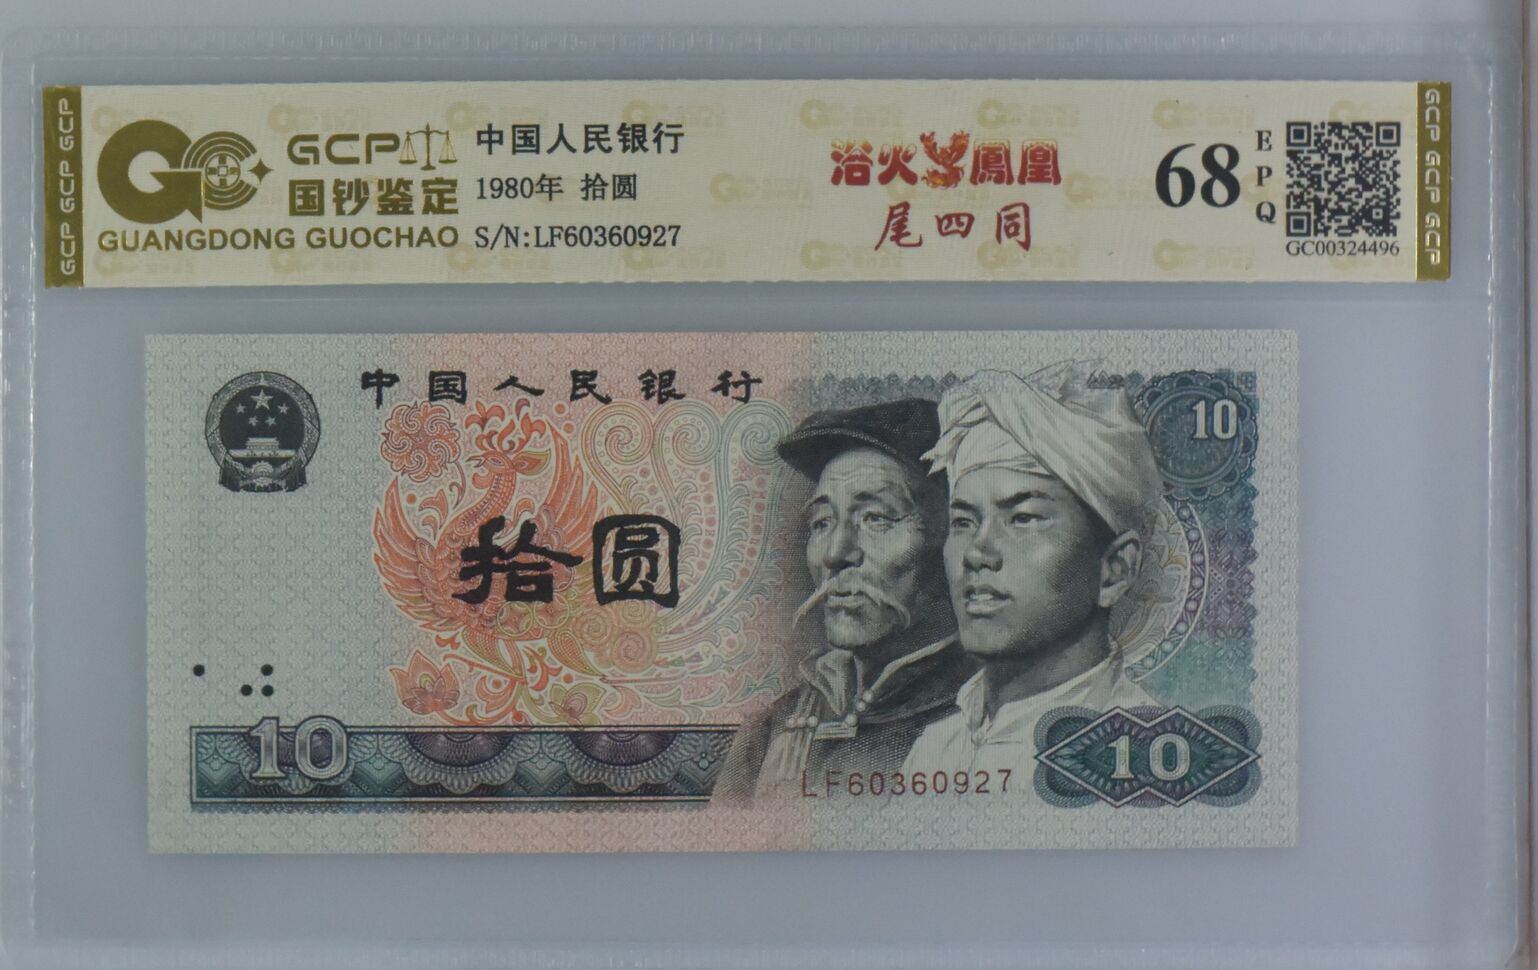 GCP GCP GCP
GCP
国钞鉴定
GUANGDONG GUOCHAO
中国人民银行
1980年 拾圆
S/N:LF60360927
浴火鳳凰
尾四同
68
EPQ
GC00324496
GCP GCP GCP
中国人民银行
10
拾圆
10
LF60360927
10